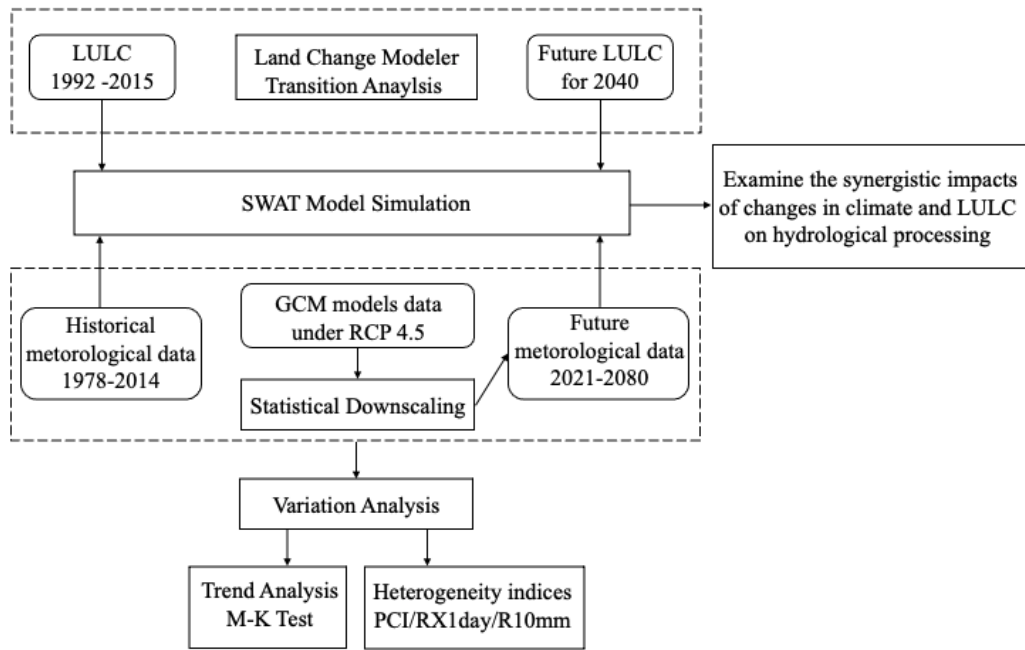 LULC
1992 -2015
Land Change Modeler
Transition Anaylsis
Future LULC
for 2040
SWAT Model Simulation
Examine the synergistic impacts
of changes in climate and LULC
on hydrological processing
Historical
metorological data
1978-2014
GCM models data
under RCP 4.5
Statistical Downscaling
Future
metorological data
2021-2080
Variation Analysis
Trend Analysis
M-K Test
Heterogeneity indices
PCI/RX1day/R10mm